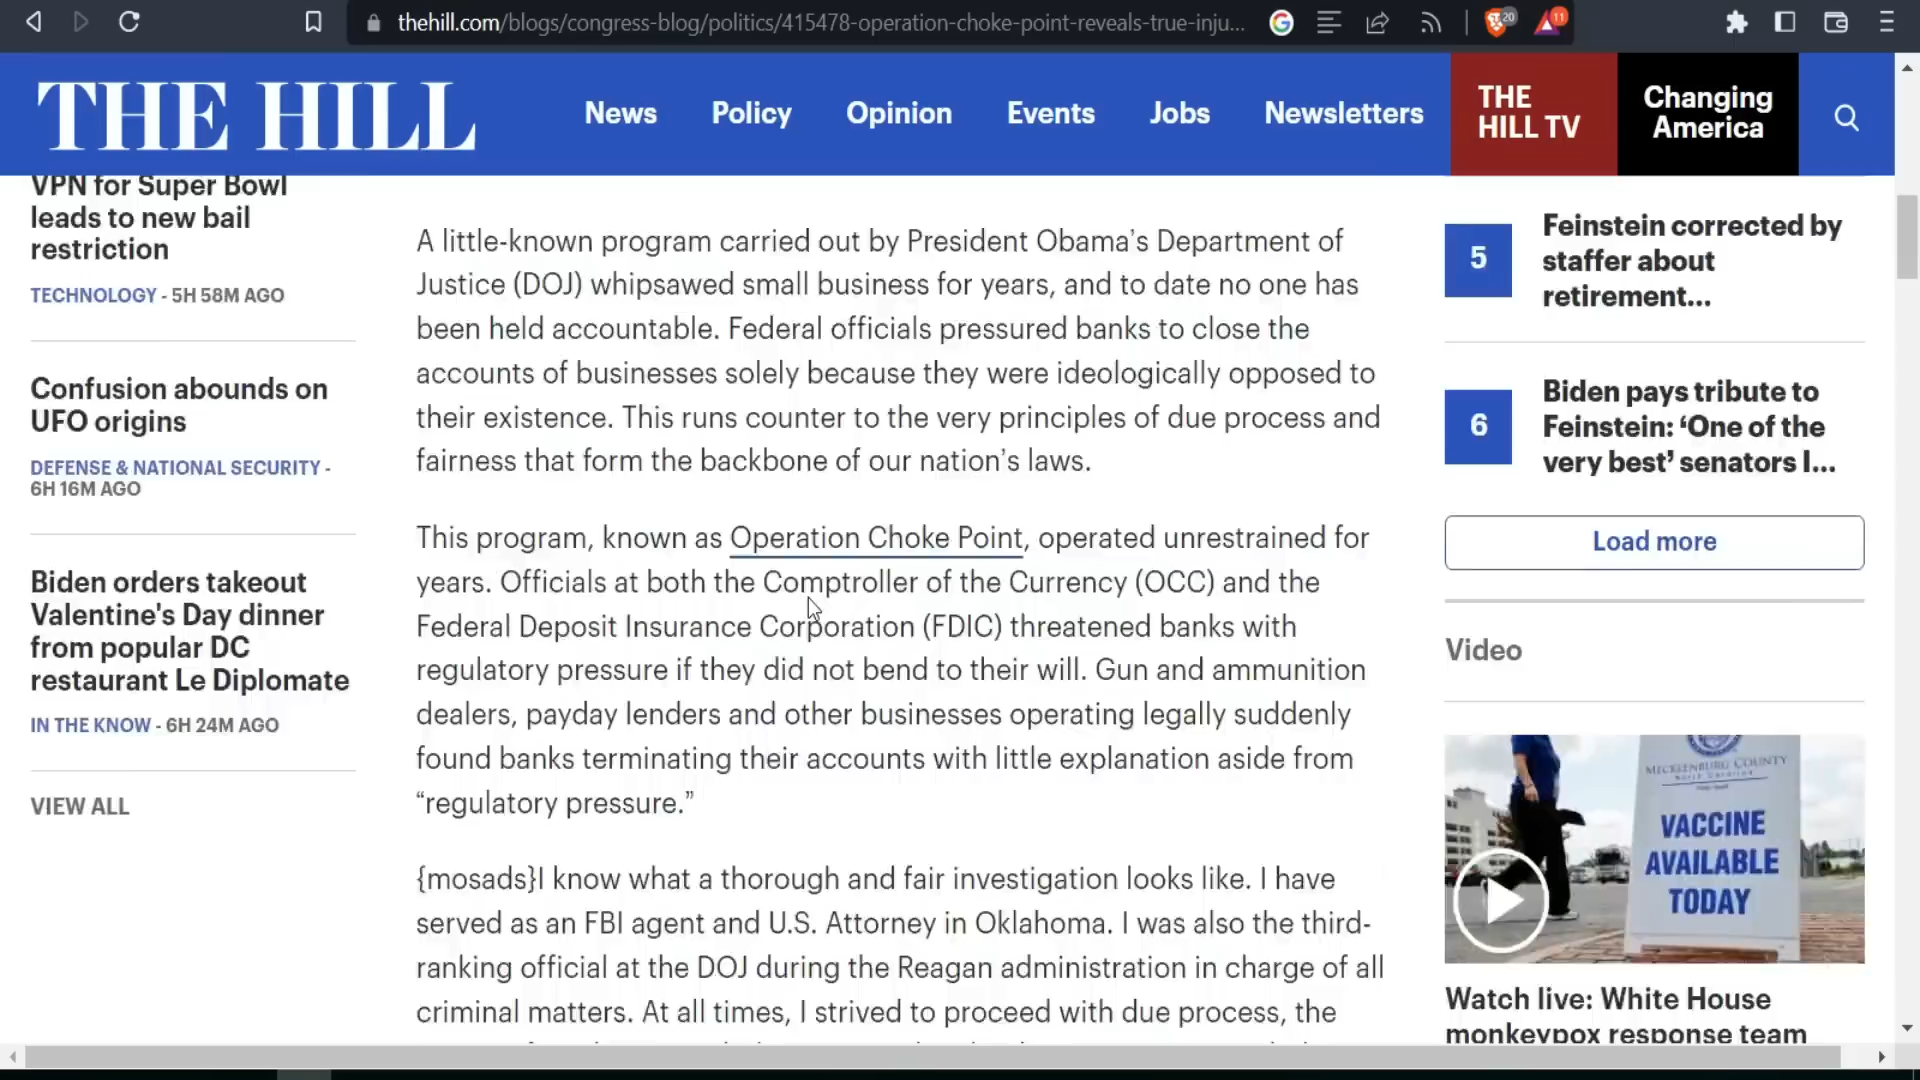 thehill.com/blogs/congress-blog/politics/415478-operation-choke-point-reveals-true-inju...
20
11
THE HILL
News
Policy
Opinion
Events
Jobs
Newsletters
THE
HILL TV
Changing
America
VPN for Super Bowl
leads to new bail
restriction
TECHNOLOGY - 5H 58M AGO
Confusion abounds on
UFO origins
DEFENSE & NATIONAL SECURITY -
6H 16M AGO
Biden orders takeout
Valentine's Day dinner
from popular DC
restaurant Le Diplomate
IN THE KNOW - 6H 24M AGO
VIEW ALL
A little-known program carried out by President Obama’s Department of
Justice (DOJ) whipsawed small business for years, and to date no one has
been held accountable. Federal officials pressured banks to close the
accounts of businesses solely because they were ideologically opposed to
their existence. This runs counter to the very principles of due process and
fairness that form the backbone of our nation’s laws.
This program, known as Operation Choke Point, operated unrestrained for
years. Officials at both the Comptroller of the Currency (OCC) and the
Federal Deposit Insurance Corporation (FDIC) threatened banks with
regulatory pressure if they did not bend to their will. Gun and ammunition
dealers, payday lenders and other businesses operating legally suddenly
found banks terminating their accounts with little explanation aside from
“regulatory pressure.”
{mosads}I know what a thorough and fair investigation looks like. I have
served as an FBI agent and U.S. Attorney in Oklahoma. I was also the third-
ranking official at the DOJ during the Reagan administration in charge of all
criminal matters. At all times, I strived to proceed with due process, the
5
Feinstein corrected by
staffer about
retirement...
6
Biden pays tribute to
Feinstein: ‘One of the
very best’ senators I...
Load more
Video
MECKLENBURG COUNTY
VACCINE
AVAILABLE
TODAY
Watch live: White House
monkeypox response team